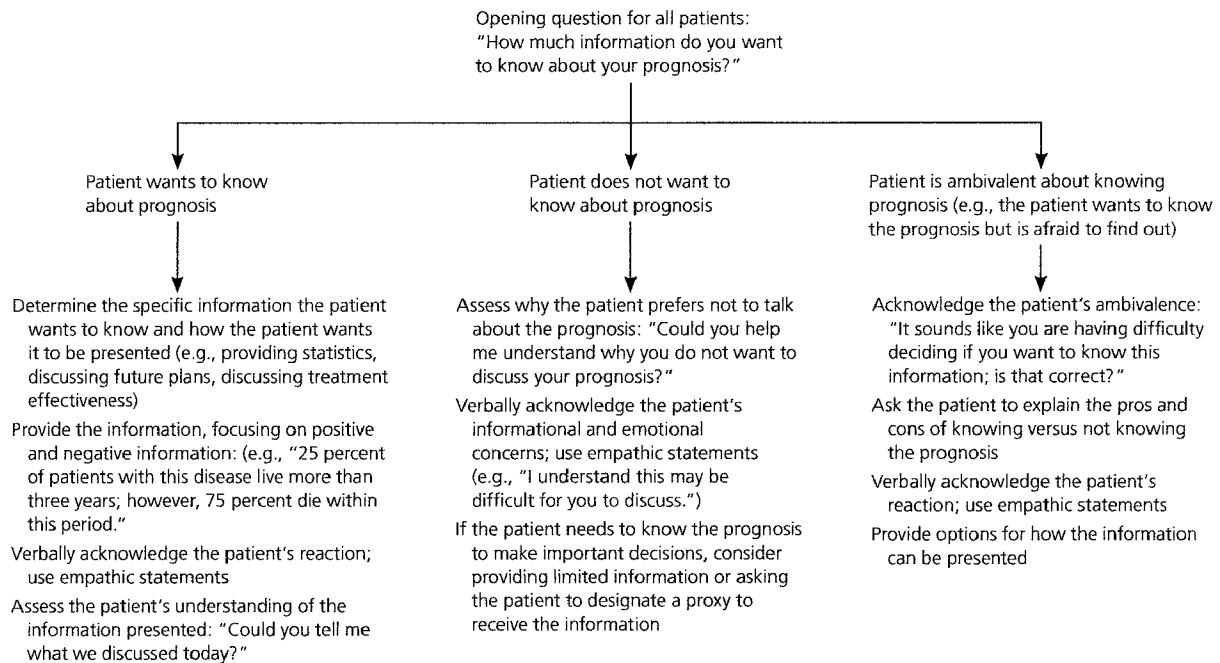 Opening question for all patients:
"How much information do you want
to know about your prognosis?"
Patient wants to know
about prognosis
Determine the specific information the patient
wants to know and how the patient wants
it to be presented (e.g., providing statistics,
discussing future plans, discussing treatment
effectiveness)
Provide the information, focusing on positive
and negative information: (e.g., "25 percent
of patients with this disease live more than
three years; however, 75 percent die within
this period."
Verbally acknowledge the patient's reaction;
use empathic statements
Assess the patient's understanding of the
information presented: "Could you tell me
what we discussed today?"
Patient does not want to
know about prognosis
Assess why the patient prefers not to talk
about the prognosis: "Could you help
me understand why you do not want to
discuss your prognosis?"
Verbally acknowledge the patient's
informational and emotional
concerns; use empathic statements
(e.g., "I understand this may be
difficult for you to discuss.")
If the patient needs to know the prognosis
to make important decisions, consider
providing limited information or asking
the patient to designate a proxy to
receive the information
Patient is ambivalent about knowing
prognosis (e.g., the patient wants to know
the prognosis but is afraid to find out)
Acknowledge the patient's ambivalence:
"It sounds like you are having difficulty
deciding if you want to know this
information; is that correct?"
Ask the patient to explain the pros and
cons of knowing versus not knowing
the prognosis
Verbally acknowledge the patient's
reaction; use empathic statements
Provide options for how the information
can be presented